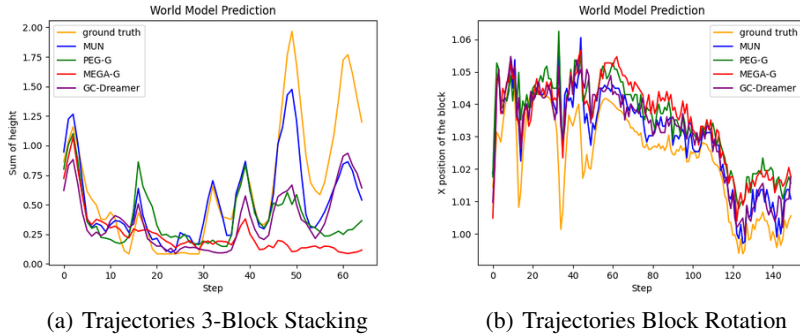 World Model Prediction
ground truth
MUN
PEG-G
MEGA-G
GC-Dreamer
Sum of height
2.00
1.75
1.50
1.25
1.00
0.75
0.50
0.25
0.00
0 10 20 30 40 50 60
Step
(a) Trajectories 3-Block Stacking
World Model Prediction
ground truth
MUN
PEG-G
MEGA-G
GC-Dreamer
X position of the block
1.06
1.05
1.04
1.03
1.02
1.01
1.00
0 20 40 60 80 100 120 140
Step
(b) Trajectories Block Rotation